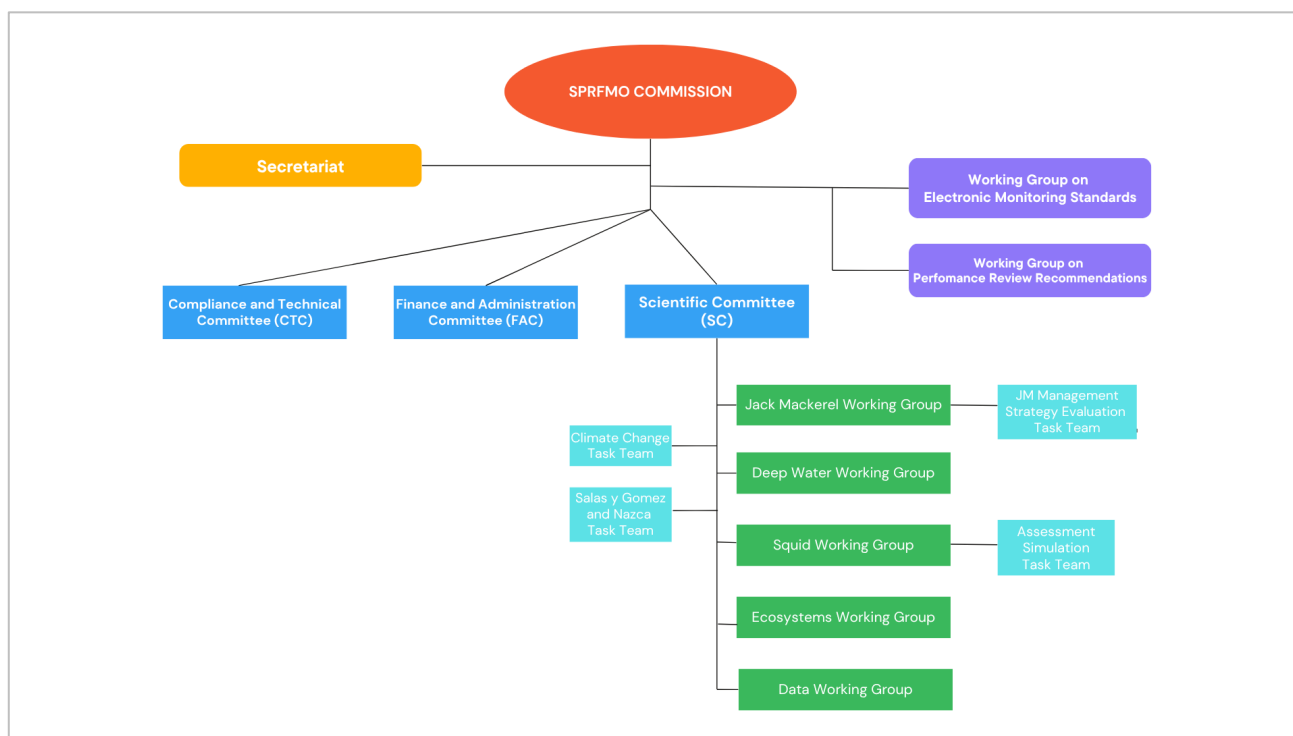 SPRFMO COMMISSION
Secretariat
Working Group on
Electronic Monitoring Standards
Working Group on
Perfomance Review Recommendations
Compliance and Technical
Committee (CTC)
Finance and Administration
Committee (FAC)
Scientific Committee
(SC)
Jack Mackerel Working Group
JM Management
Strategy Evaluation
Task Team
Climate Change
Task Team
Deep Water Working Group
Salas y Gomez
and Nazca
Task Team
Squid Working Group
Assessment
Simulation
Task Team
Ecosystems Working Group
Data Working Group